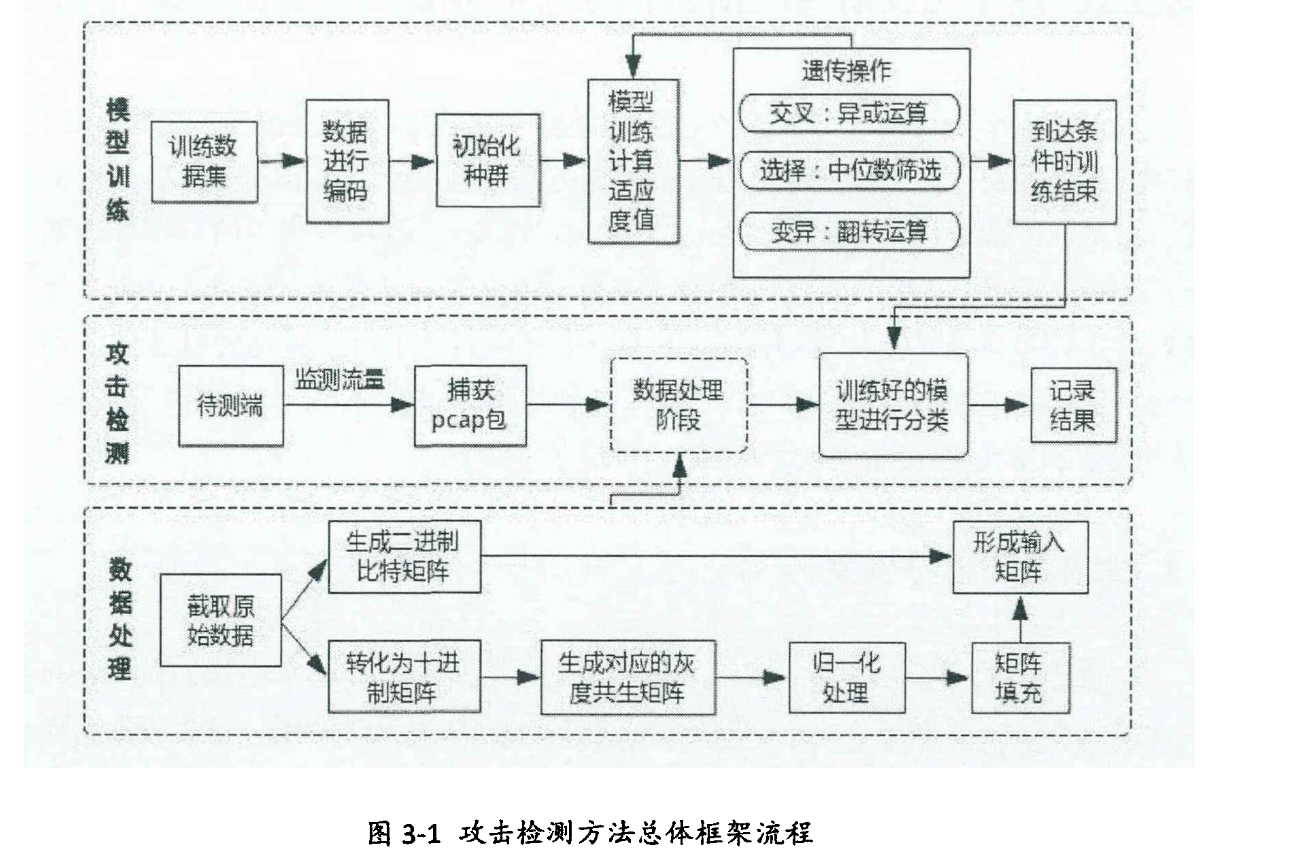 模
型
训
练
训练数
据集
数据
进行
编码
初始化
种群
模型
训练
计算
适应
度值
遗传操作
交叉：异或运算
选择：中位数筛选
变异：翻转运算
到达条
件时训
练结束
攻
击
检
测
待测端
监测流量
捕获
pcap包
数据处理
阶段
训练好的模
型进行分类
记录
结果
数
据
处
理
截取原
始数据
生成二进制
比特矩阵
转化为十进
制矩阵
生成对应的灰
度共生矩阵
归一化
处理
矩阵
填充
形成输入
矩阵
图 3-1 攻击检测方法总体框架流程